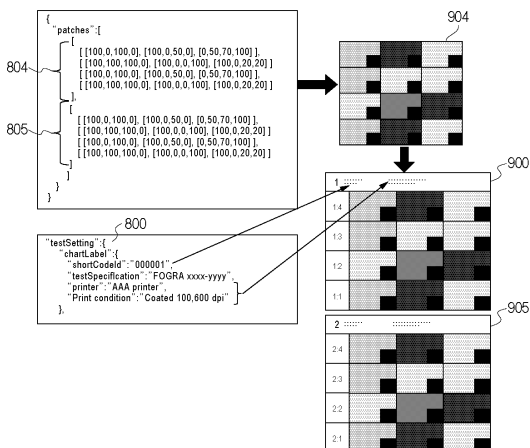 {
"patches":[
[
[ [100,0,100,0], [100,0,50,0], [0,50,70,100] ],
[ [100,100,100,0], [100,0,0,100], [100,0,20,20] ]
[ [100,0,100,0], [100,0,50,0], [0,50,70,100] ],
[ [100,100,100,0], [100,0,0,100], [100,0,20,20] ]
],
[
[ [100,0,100,0], [100,0,50,0], [0,50,70,100] ],
[ [100,100,100,0], [100,0,0,100], [100,0,20,20] ]
[ [100,0,100,0], [100,0,50,0], [0,50,70,100] ],
[ [100,100,100,0], [100,0,0,100], [100,0,20,20] ]
]
]
}
}
804
805
800
"testSetting":{
"chartLabel":{
"shortCodeId":"000001",
"testSpecification":"FOGRA xxxx-yyyy",
"printer":"AAA printer",
"Print condition":"Coated 100,600 dpi"
},
904
900
1
1:4
1:3
1:2
1:1
905
2
2:4
2:3
2:2
2:1